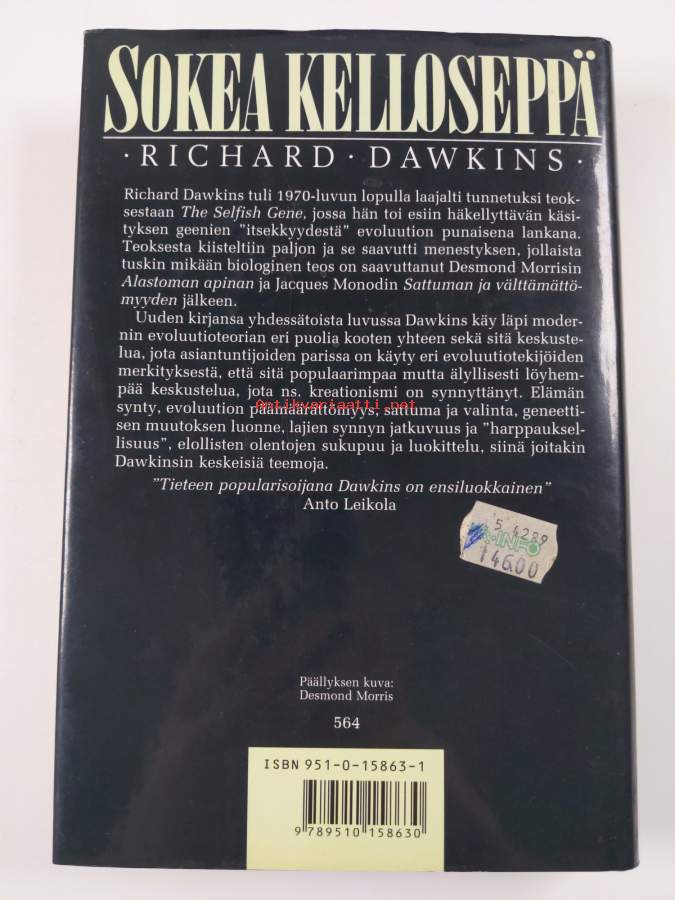 SOKEA KELLOSEPPÄ
· RICHARD · DAWKINS ·
Richard Dawkins tuli 1970-luvun lopulla laajalti tunnetuksi teok-
sestaan The Selfish Gene, jossa hän toi esiin häkellyttävän käsi-
tyksen geenien "itsekkyydestä" evoluution punaisena lankana.
Teoksesta kiisteltiin paljon ja se saavutti menestyksen, jollaista
tuskin mikään biologinen teos on saavuttanut Desmond Morrisin
Alastoman apinan ja Jacques Monodin Sattuman ja välttämättö-
myyden jälkeen.
Uuden kirjansa yhdessätoista luvussa Dawkins käy läpi moder-
nin evoluutioteorian eri puolia kooten yhteen sekä sitä keskuste-
lua, jota asiantuntijoiden parissa on käyty eri evoluutiotekijöiden
merkityksestä, että sitä populaarimpaa mutta älyllisesti löyhem-
pää keskustelua, jota ns. kreationismi on synnyttänyt. Elämän
synty, evoluution päämäärättömyys, sattuma ja valinta, geneetti-
sen muutoksen luonne, lajien synnyn jatkuvuus ja "harppauksel-
lisuus", elollisten olentojen sukupuu ja luokittelu, siinä joitakin
Dawkinsin keskeisiä teemoja.
"Tieteen popularisoijana Dawkins on ensiluokkainen"
Anto Leikola
Antikvariaatti.net
5 4289
INFO
146.00
Päällyksen kuva:
Desmond Morris
564
ISBN 951-0-15863-1
9 789510 158630